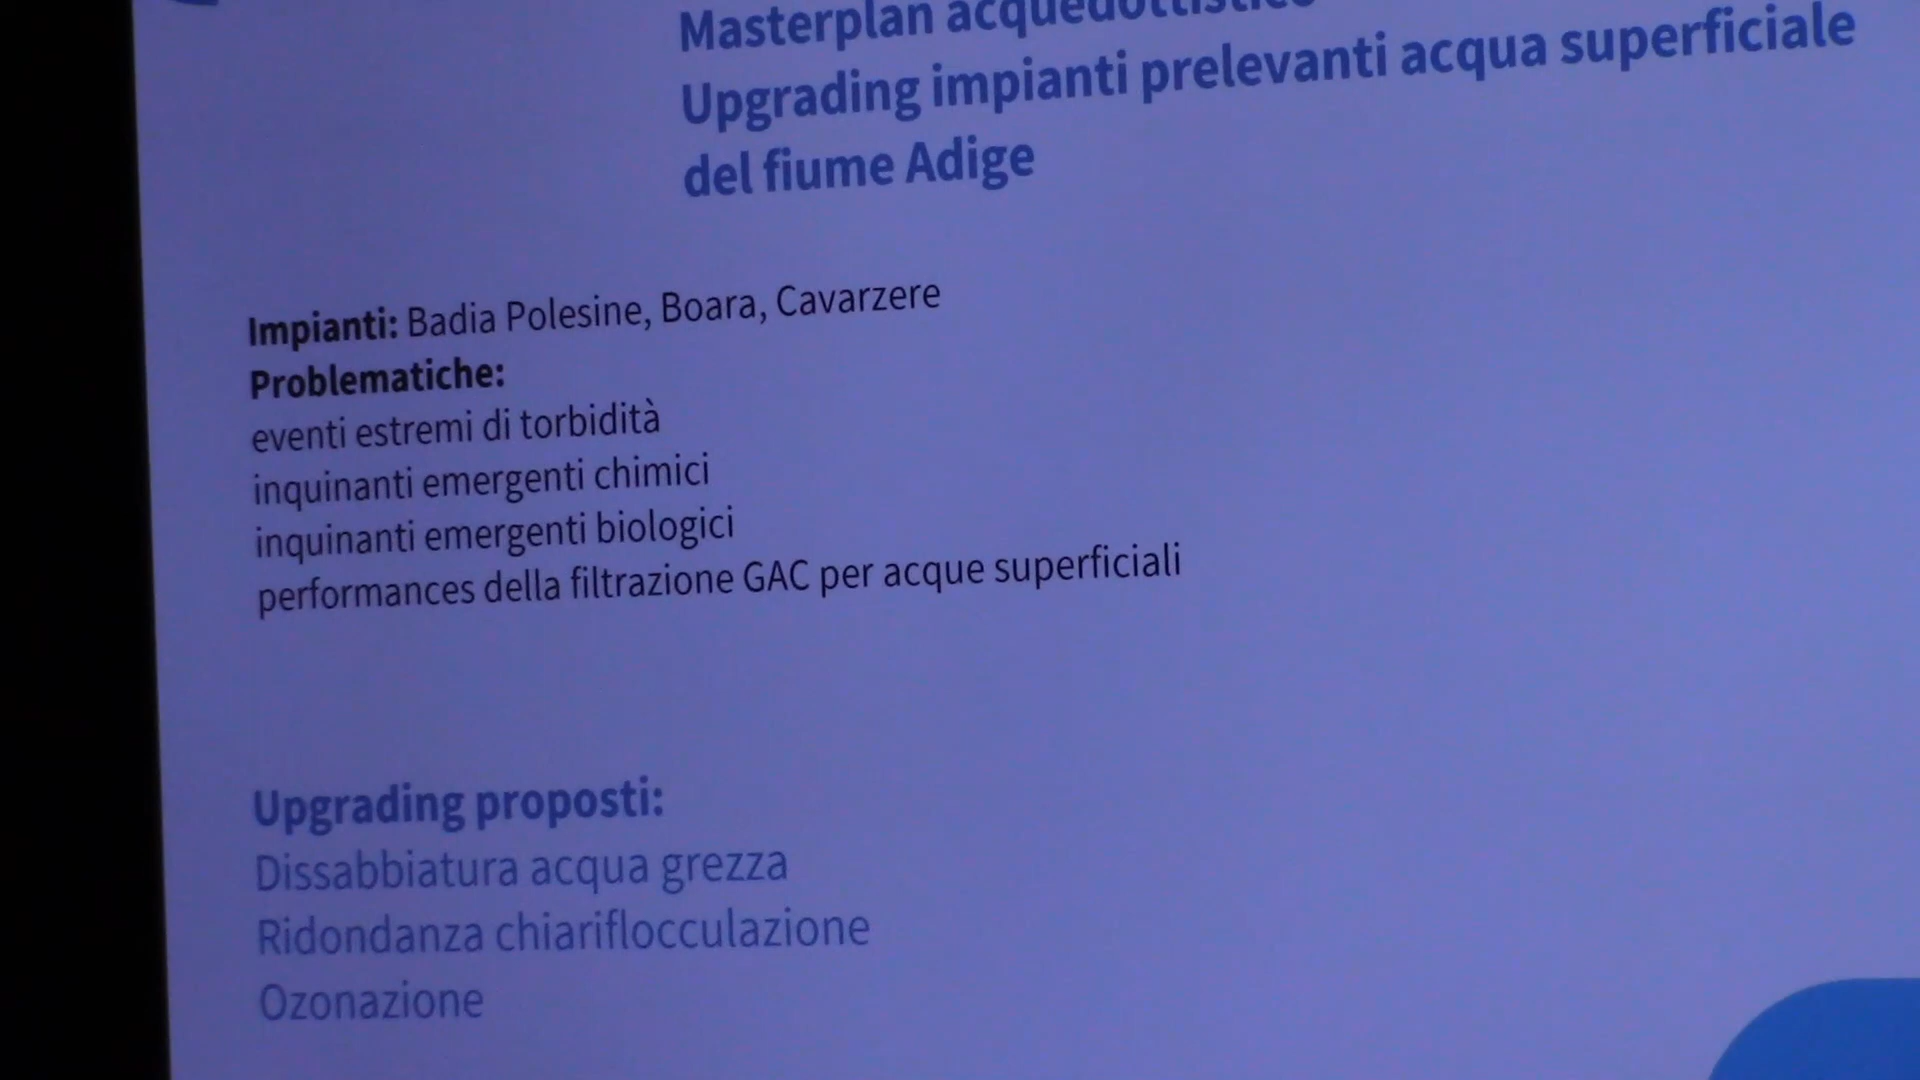 Masterplan acquedottistico
Upgrading impianti prelevanti acqua superficiale
del fiume Adige
Impianti: Badia Polesine, Boara, Cavarzere
Problematiche:
eventi estremi di torbidità
inquinanti emergenti chimici
inquinanti emergenti biologici
performances della filtrazione GAC per acque superficiali
Upgrading proposti:
Dissabbiatura acqua grezza
Ridondanza chiariflocculazione
Ozonazione